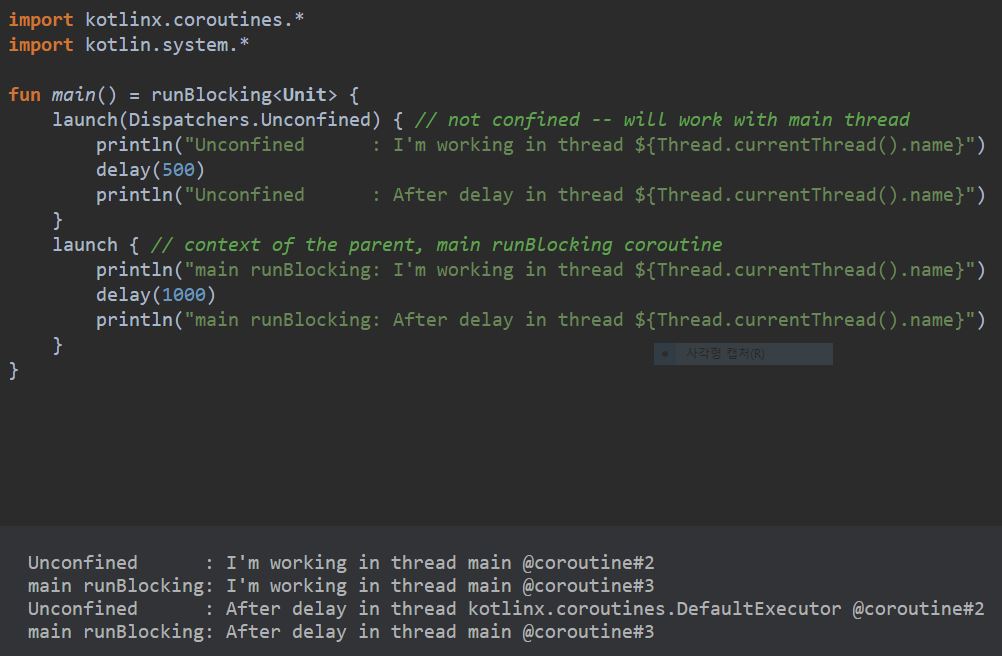 import kotlinx.coroutines.*
import kotlin.system.*
fun main() = runBlocking<Unit> {
    launch(Dispatchers.Unconfined) { // not confined -- will work with main thread
        println("Unconfined      : I'm working in thread ${Thread.currentThread().name}")
        delay(500)
        println("Unconfined      : After delay in thread ${Thread.currentThread().name}")
    }
    launch { // context of the parent, main runBlocking coroutine
        println("main runBlocking: I'm working in thread ${Thread.currentThread().name}")
        delay(1000)
        println("main runBlocking: After delay in thread ${Thread.currentThread().name}")
    }
사각형 캡처(R)
}
Unconfined      : I'm working in thread main @coroutine#2
main runBlocking: I'm working in thread main @coroutine#3
Unconfined      : After delay in thread kotlinx.coroutines.DefaultExecutor @coroutine#2
main runBlocking: After delay in thread main @coroutine#3